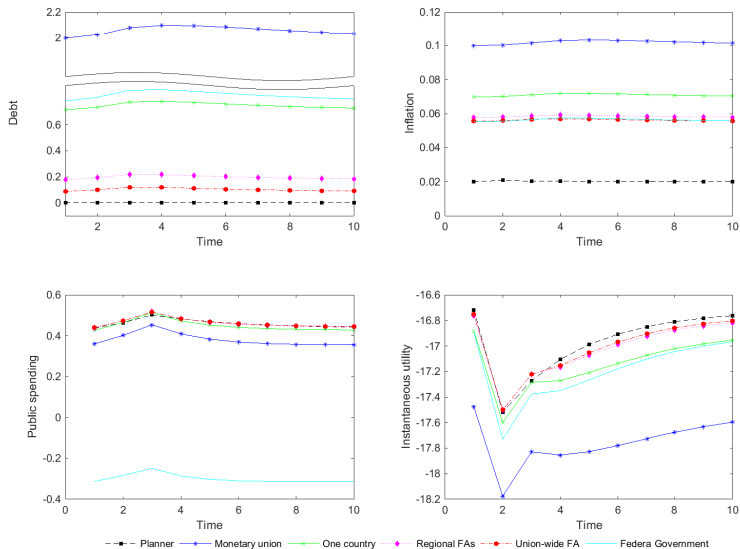 2.2
2
0.6
0.4
0.2
0
2 4 6 8 10
Debt
Time
0.12
0.1
0.08
0.06
0.04
0.02
0
0 2 4 6 8 10
Inflation
Time
0.6
0.4
0.2
0
-0.2
-0.4
0 2 4 6 8 10
Public spending
Time
-16.6
-16.8
-17
-17.2
-17.4
-17.6
-17.8
-18
-18.2
0 2 4 6 8 10
Instantaneous utility
Time
Planner Monetary union One country Regional FAs Union-wide FA Federa Government